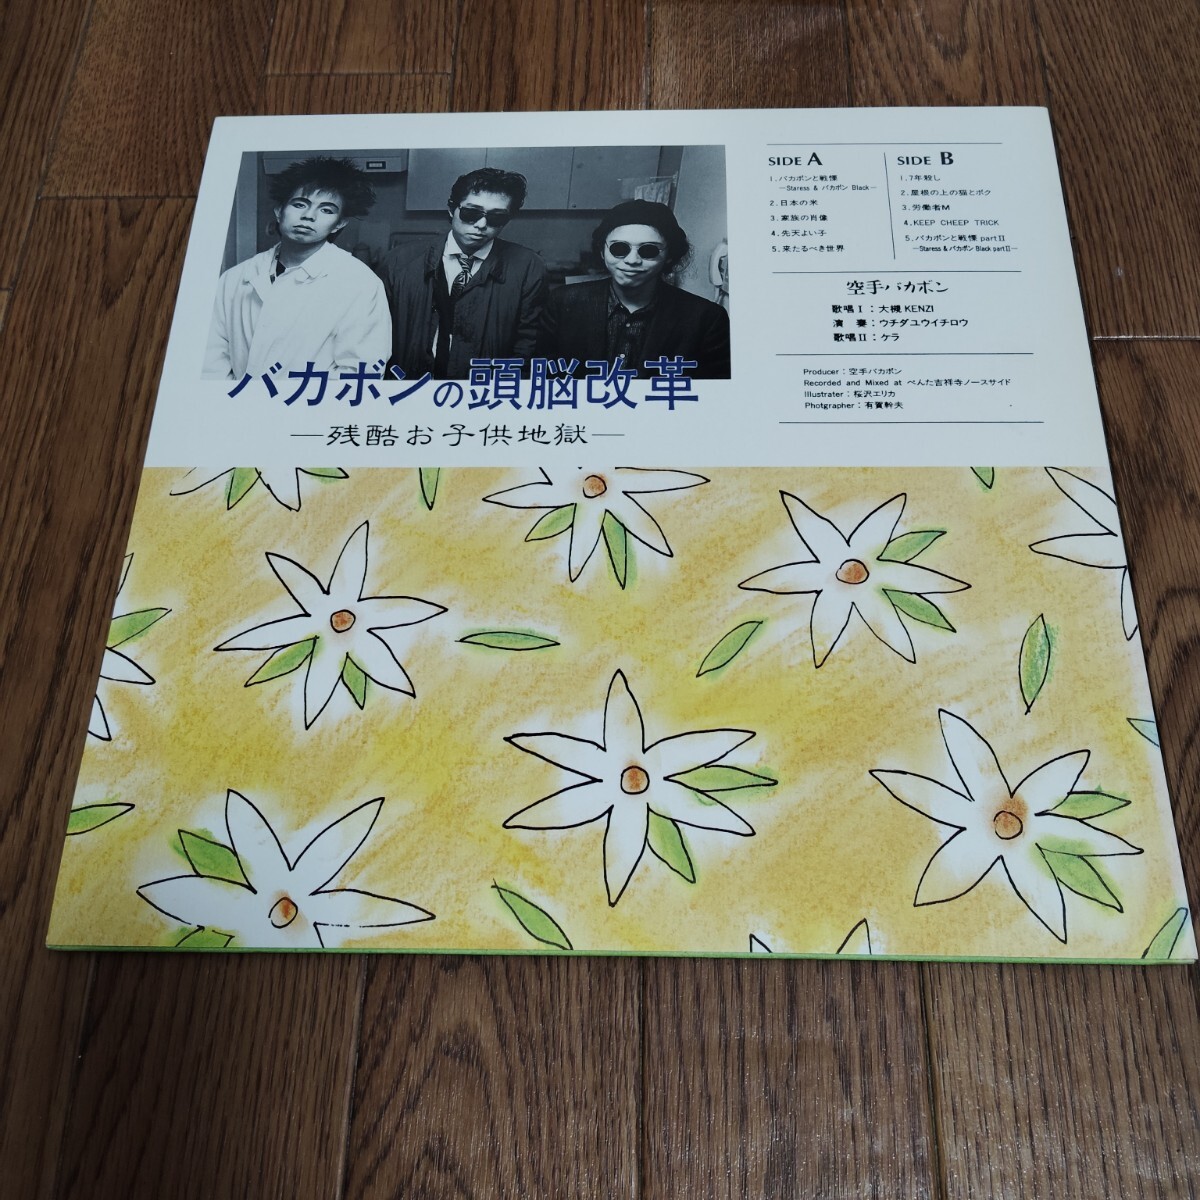 バカボンの頭脳改革
―残酷お子供地獄―
SIDE A
1.バカボンと戦慄
―Staress & バカボン Black―
2.日本の米
3.家族の肖像
4.先天よい子
5.来たるべき世界
SIDE B
1.7年殺し
2.屋根の上の猫とボク
3.労働者M
4.KEEP CHEEP TRICK
5.バカボンと戦慄 part II
―Staress & バカボン Black part II―
空手バカボン
歌唱 I：大槻KENZI
演　奏：ウチダユウイチロウ
歌唱 II：ケラ
Producer：空手バカボン
Recorded and Mixed at ぺんた吉祥寺ノースサイド
Illustrater：桜沢エリカ
Photgrapher：有賀幹夫